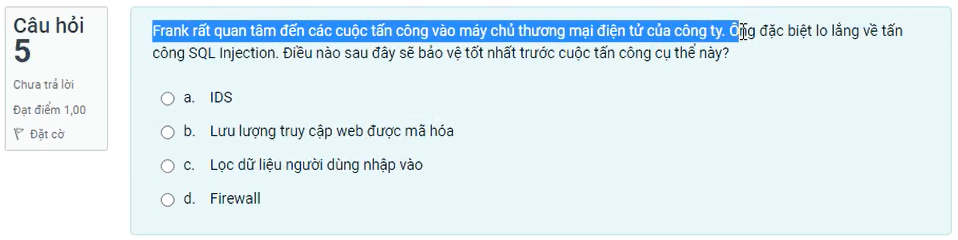 Câu hỏi
5
Chưa trả lời
Đạt điểm 1,00
Đặt cờ
Frank rất quan tâm đến các cuộc tấn công vào máy chủ thương mại điện tử của công ty. Ông đặc biệt lo lắng về tấn
công SQL Injection. Điều nào sau đây sẽ bảo vệ tốt nhất trước cuộc tấn công cụ thể này?
a. IDS
b. Lưu lượng truy cập web được mã hóa
c. Lọc dữ liệu người dùng nhập vào
d. Firewall